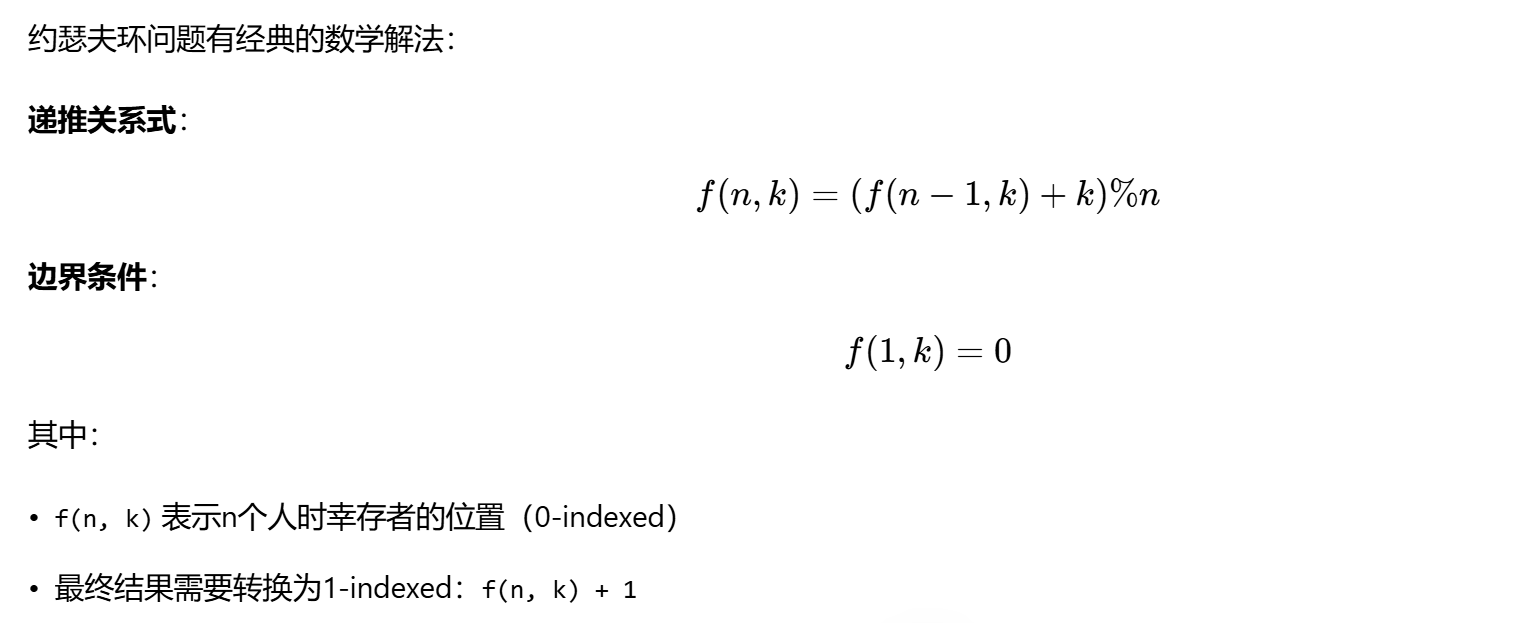 约瑟夫环问题有经典的数学解法：
递推关系式：
f(n, k) = (f(n − 1, k) + k)%n
边界条件：
f(1, k) = 0
其中：
• f(n, k) 表示n个人时幸存者的位置（0-indexed）
• 最终结果需要转换为1-indexed：f(n, k) + 1